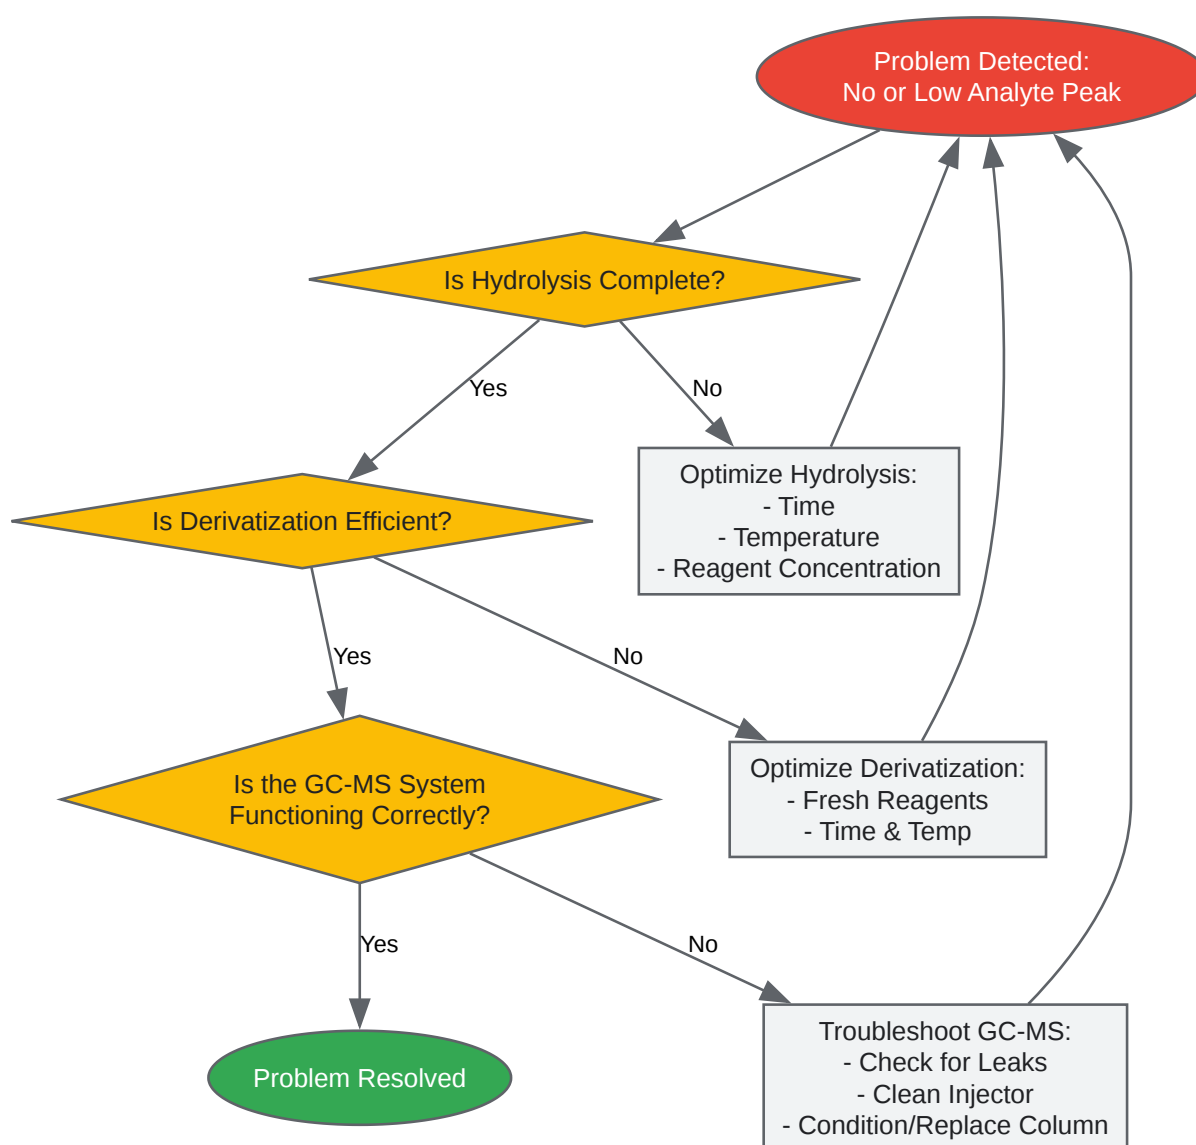 Problem Detected:
No or Low Analyte Peak
Is Hydrolysis Complete?
Yes
No
Optimize Hydrolysis:
- Time
- Temperature
- Reagent Concentration
Is Derivatization Efficient?
Yes
No
Optimize Derivatization:
- Fresh Reagents
- Time & Temp
Is the GC-MS System
Functioning Correctly?
Yes
No
Troubleshoot GC-MS:
- Check for Leaks
- Clean Injector
- Condition/Replace Column
Problem Resolved